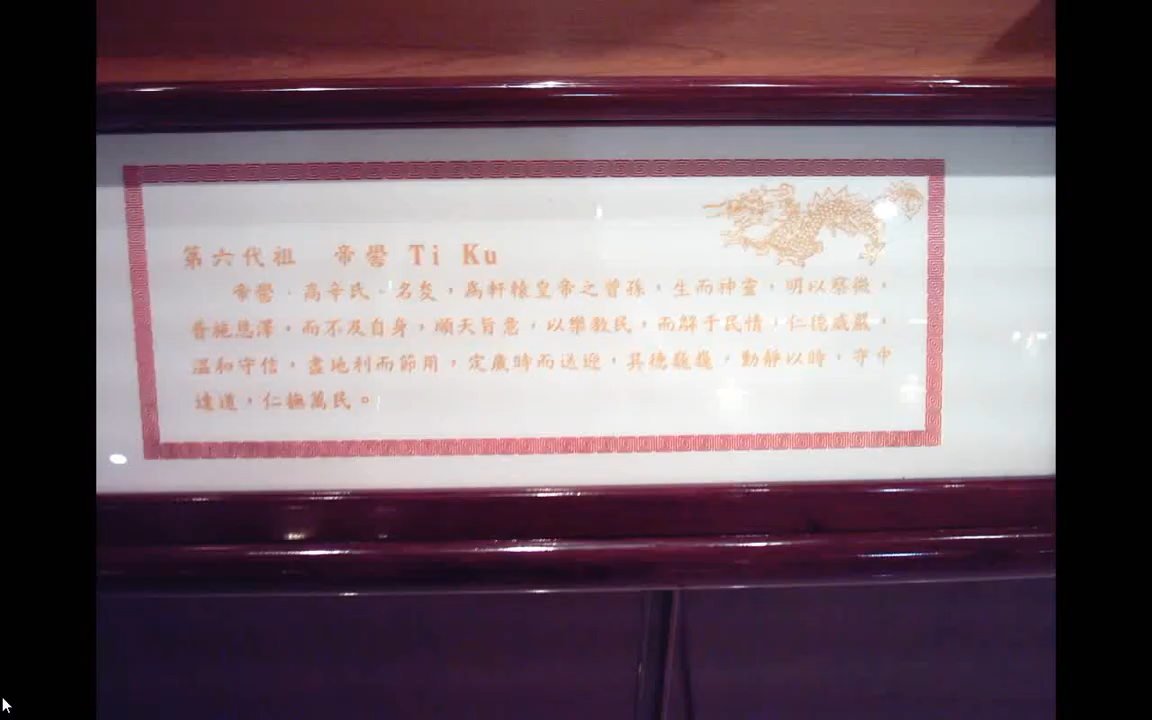 第六代祖 帝嚳 Ti Ku
帝嚳，高辛氏，名夋，為軒轅皇帝之曾孫，生而神靈，明以察微，
普施恩澤，而不及自身，順天旨意，以樂教民，而解于民情，仁德威嚴，
溫和守信，盡地利而節用，定歲時而送迎，其德巍巍，動靜以時，守中
達道，仁撫萬民。